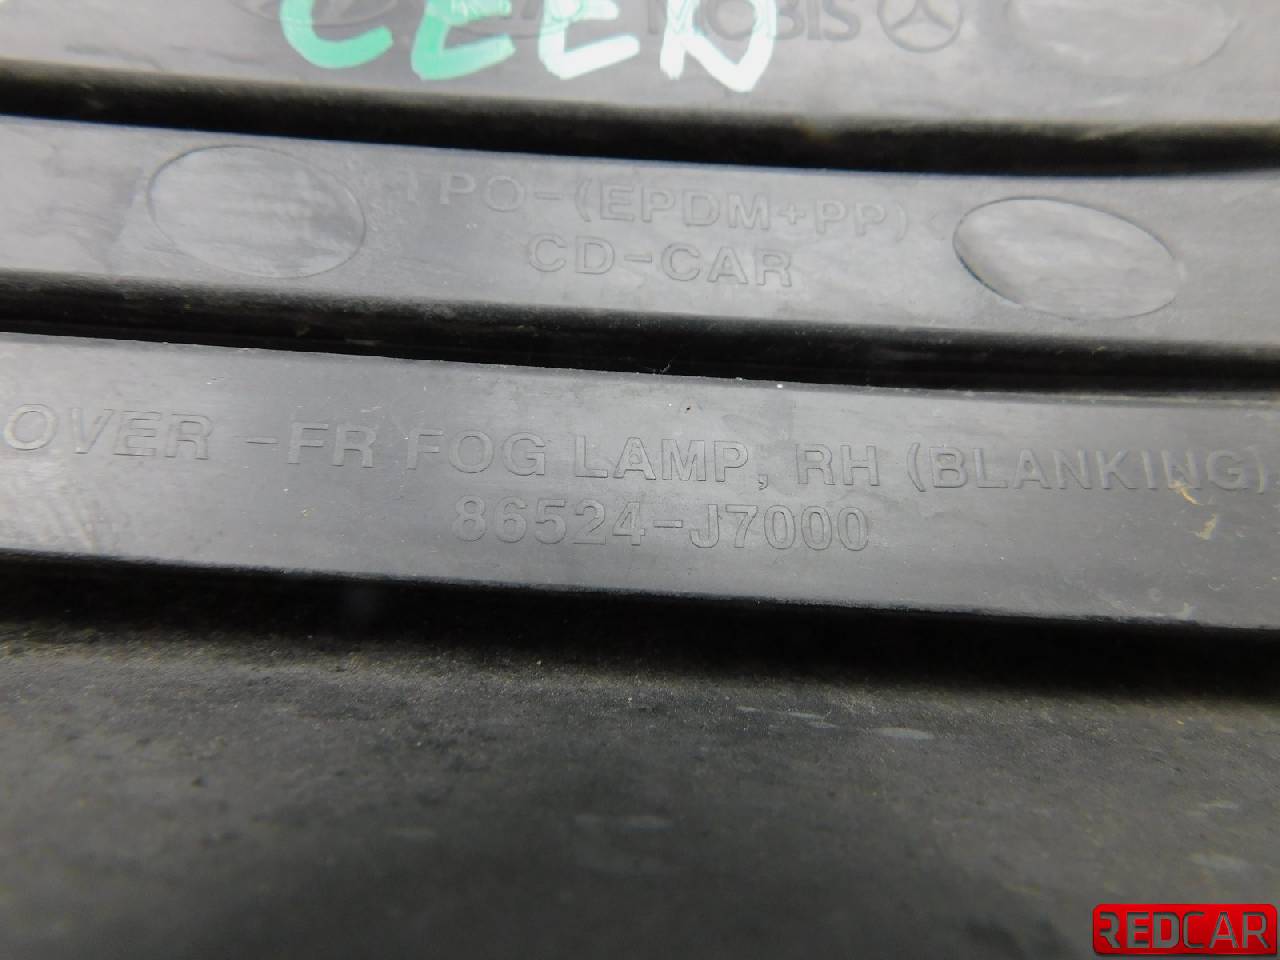 CEED
MOBIS
TPO-(EPDM+PP)
CD-CAR
OVER -FR FOG LAMP, RH (BLANKING).
86524-J7000
REDCAR